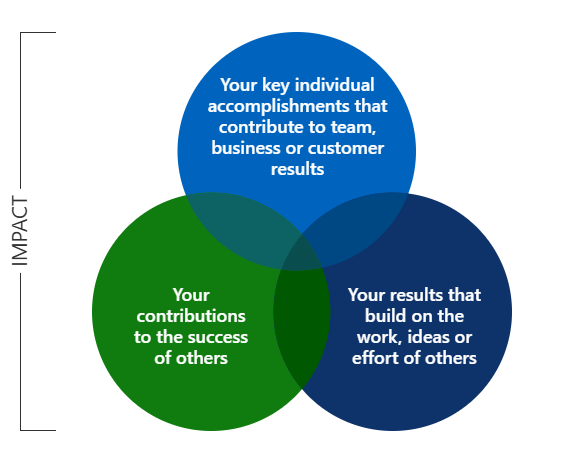 Your key individual
accomplishments that
contribute to team,
business or customer
results
IMPACT
Your
contributions
to the success
of others
Your results that
build on the
work, ideas or
effort of others